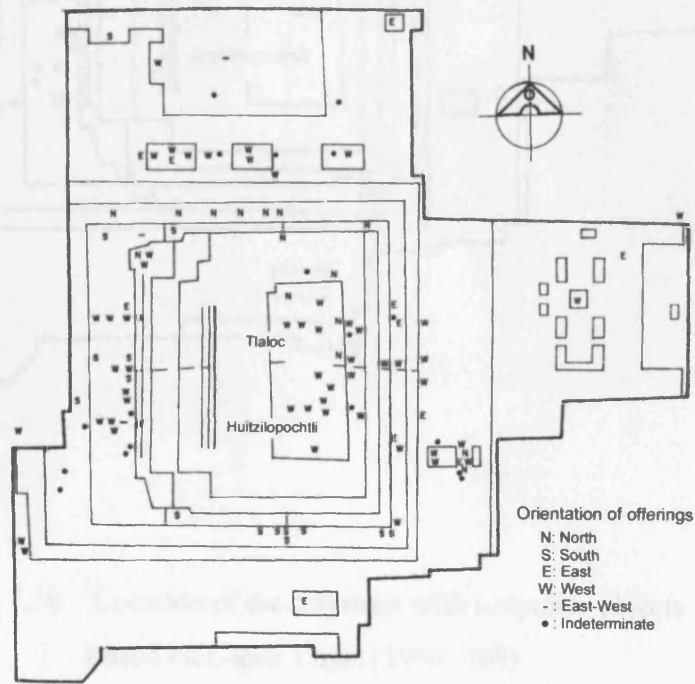 E
S
W
N
E W W W W W W
E W
W
N N N N N N
N
W
S S N
N W
W
E
N
N
E W
W W W W W W N W E W
Tlaloc
W
S S N W W W
W W W
S W
W W
W
S W W W W W E
W W W
Huitzilopochtli
W W
E
W W W
W N
N
W
S
W
S S S S S
S
W
W
E
Orientation of offerings
N: North
S: South
E: East
W: West
–: East-West
•: Indeterminate